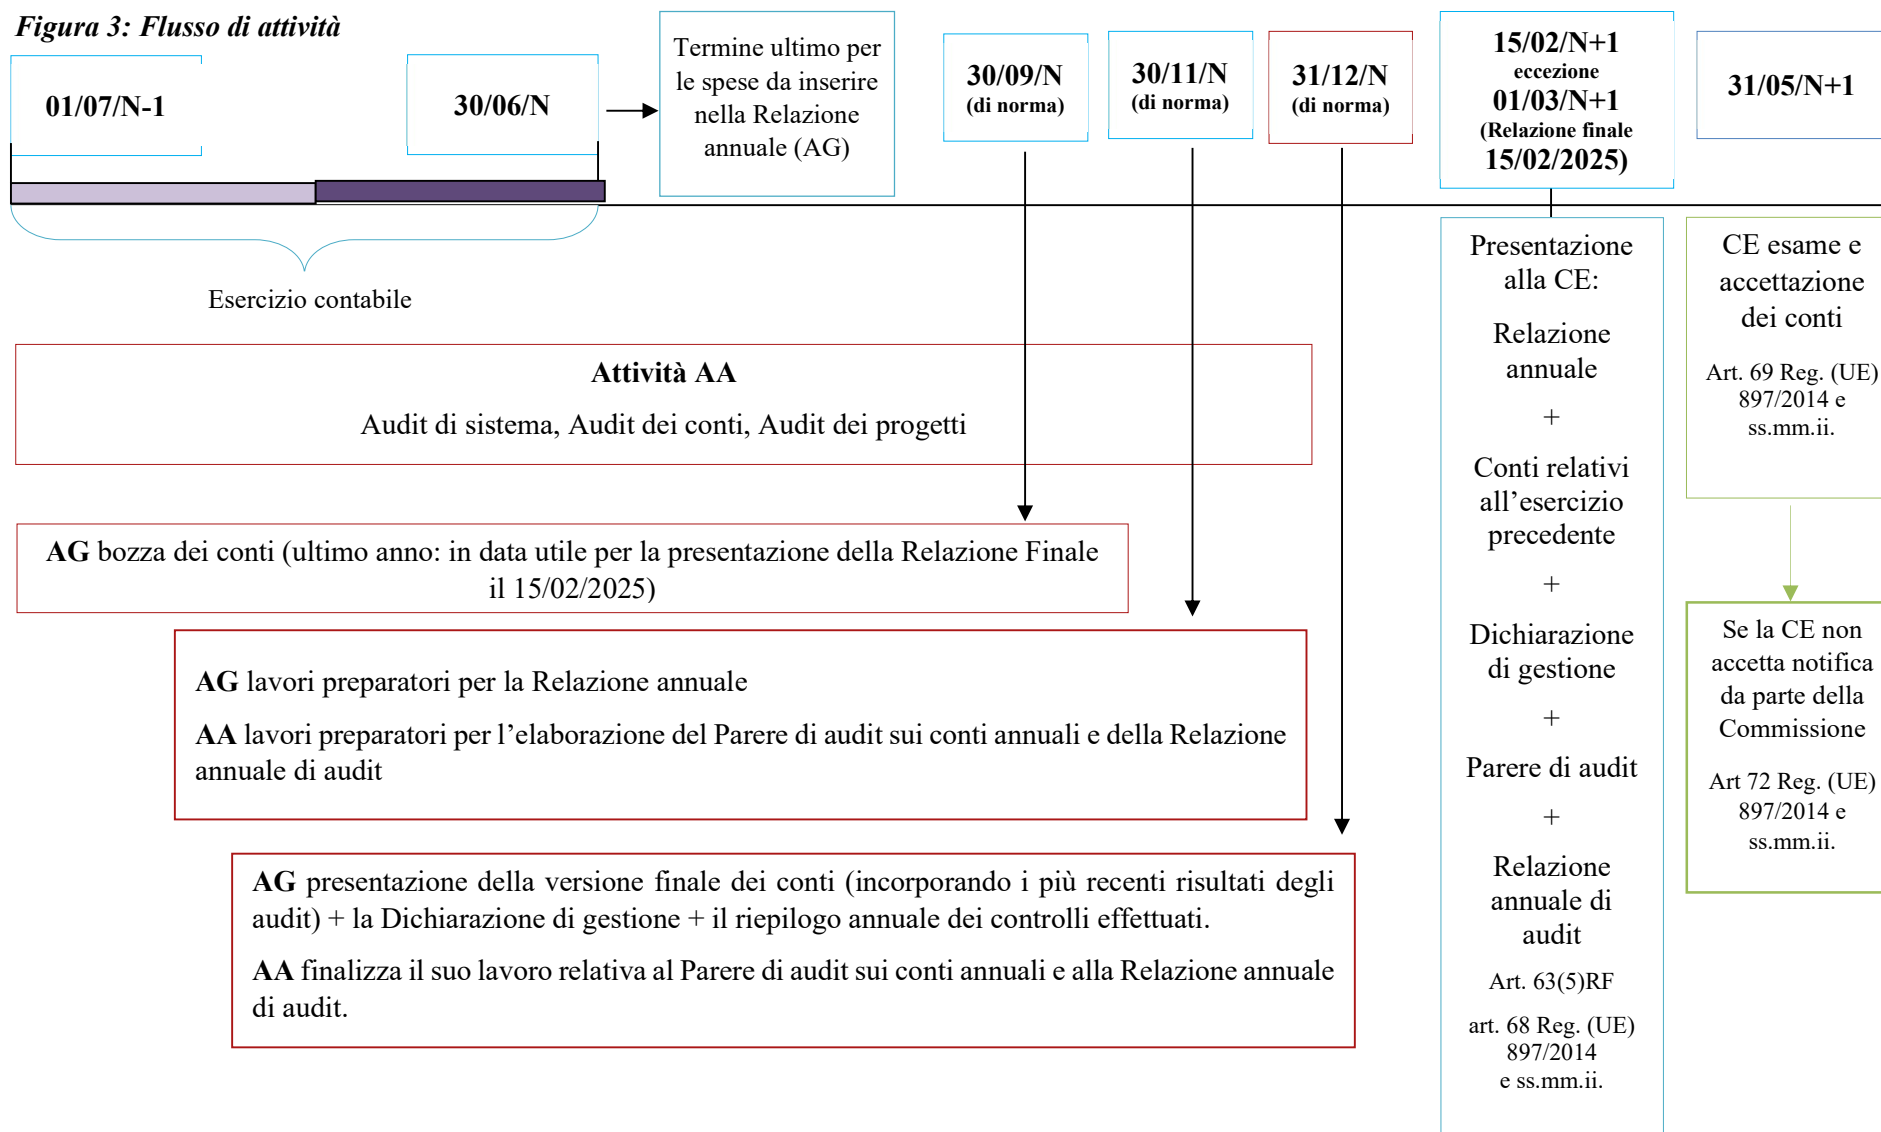 Figura 3: Flusso di attività
01/07/N-1
30/06/N
Termine ultimo per
le spese da inserire
nella Relazione
annuale (AG)
30/09/N
(di norma)
30/11/N
(di norma)
31/12/N
(di norma)
15/02/N+1
eccezione
01/03/N+1
(Relazione finale
15/02/2025)
31/05/N+1
Esercizio contabile
Attività AA
Audit di sistema, Audit dei conti, Audit dei progetti
AG bozza dei conti (ultimo anno: in data utile per la presentazione della Relazione Finale
il 15/02/2025)
AG lavori preparatori per la Relazione annuale
AA lavori preparatori per l’elaborazione del Parere di audit sui conti annuali e della Relazione
annuale di audit
AG presentazione della versione finale dei conti (incorporando i più recenti risultati degli
audit) + la Dichiarazione di gestione + il riepilogo annuale dei controlli effettuati.
AA finalizza il suo lavoro relativa al Parere di audit sui conti annuali e alla Relazione annuale
di audit.
Presentazione
alla CE:
Relazione
annuale
+
Conti relativi
all’esercizio
precedente
+
Dichiarazione
di gestione
+
Parere di audit
+
Relazione
annuale di
audit
Art. 63(5)RF
art. 68 Reg. (UE)
897/2014
e ss.mm.ii.
CE esame e
accettazione
dei conti
Art. 69 Reg. (UE)
897/2014 e
ss.mm.ii.
Se la CE non
accetta notifica
da parte della
Commissione
Art 72 Reg. (UE)
897/2014 e
ss.mm.ii.